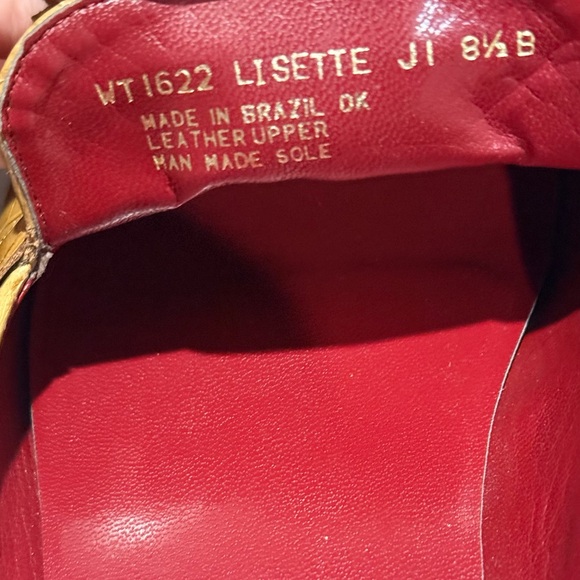 WT1622 LISETTE JI 8½B
MADE IN BRAZIL OK
LEATHER UPPER
MAN MADE SOLE